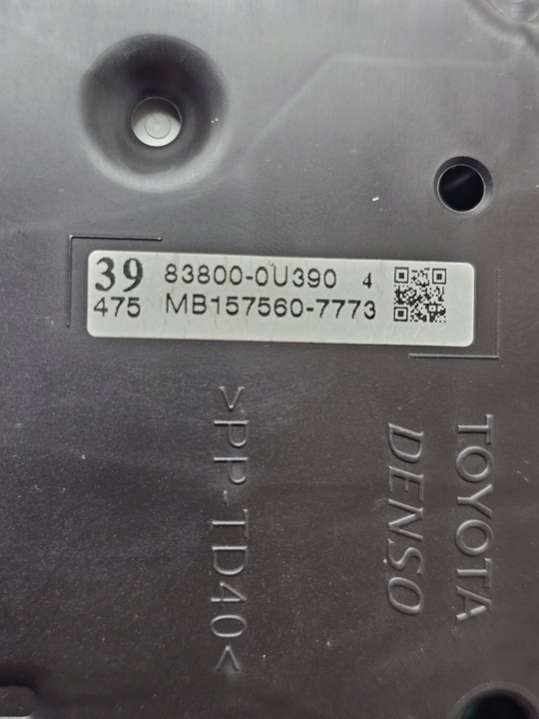 39 83800-0U390 4
475 MB157560-7773
>PP-TD40<
DENSO
TOYOTA